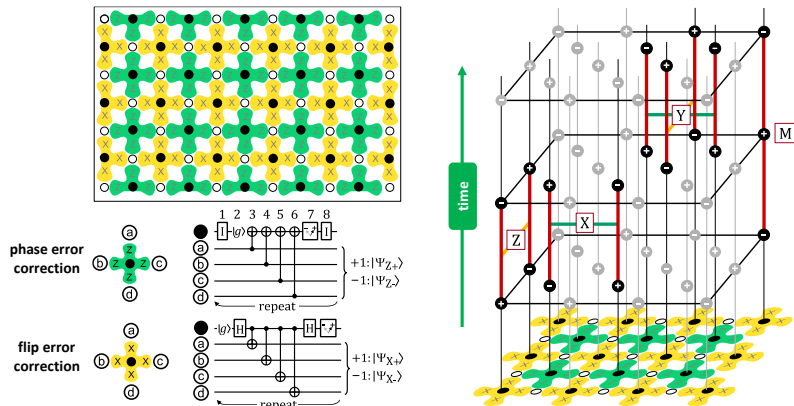 1 2 3 4 5 6 7 8
I |g⟩ I
phase error
correction
a
Z
b Z Z c
Z
d
a
b
c
d
+1:|Ψ_Z+⟩
−1:|Ψ_Z-⟩
repeat
flip error
correction
a
X
b X X c
X
d
|g⟩ H H
a
b
c
d
+1:|Ψ_X+⟩
−1:|Ψ_X-⟩
repeat
time
Y
M
X
Z